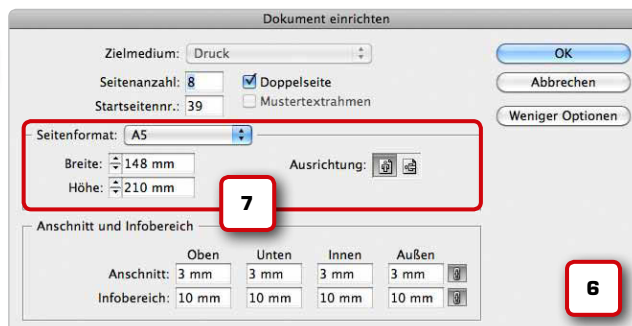 Dokument einrichten
Zielmedium: Druck
OK
Seitenanzahl: 8 Doppelseite
Abbrechen
Startseitennr.: 39 Mustertextrahmen
Weniger Optionen
Seitenformat: A5
Breite: 148 mm Ausrichtung:
Höhe: 210 mm
7
Anschnitt und Infobereich
Oben Unten Innen Außen
Anschnitt: 3 mm 3 mm 3 mm 3 mm
Infobereich: 10 mm 10 mm 10 mm 10 mm
6